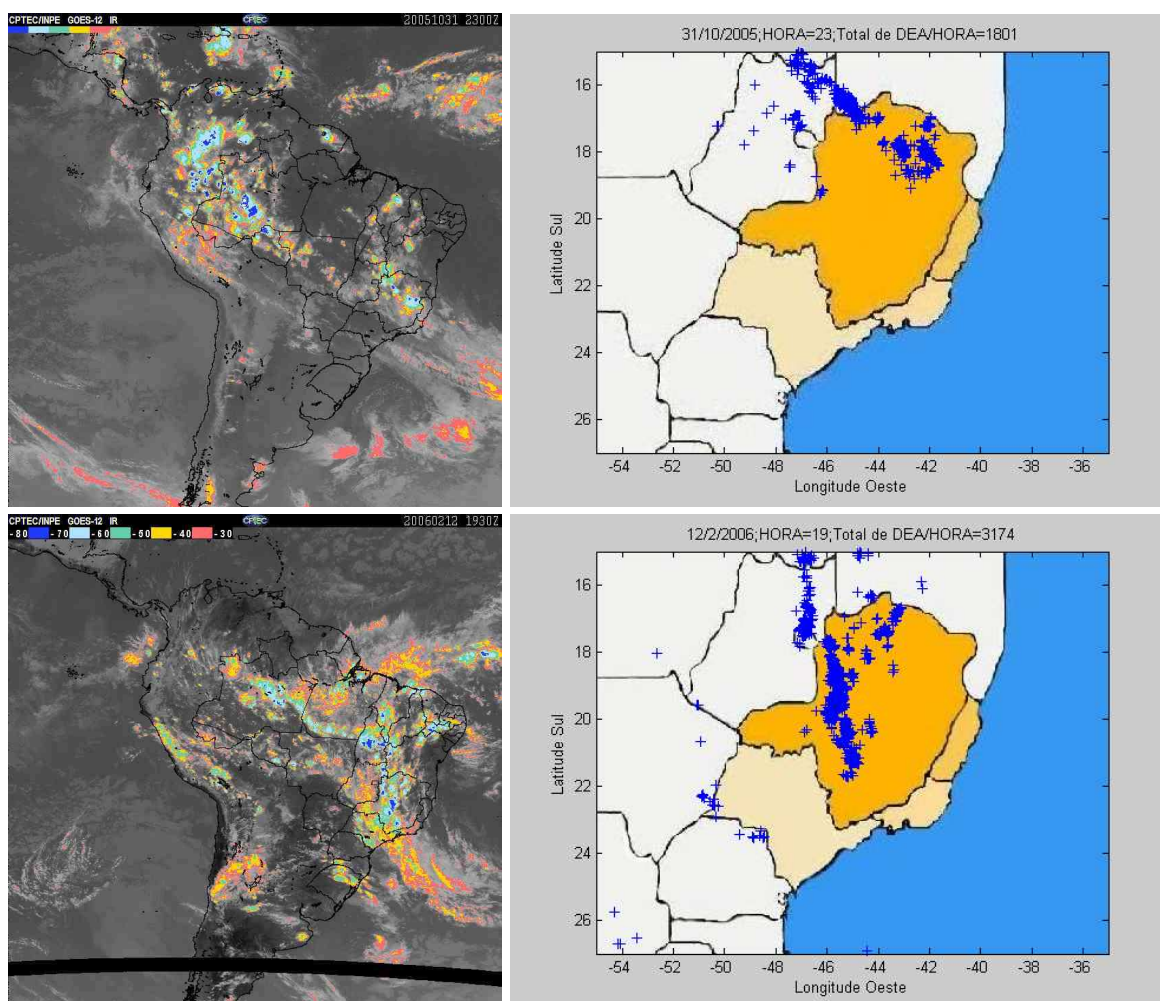 CPTEC/INPE GOES-12 IR CPTEC 20051031 2300Z
31/10/2005;HORA=23;Total de DEA/HORA=1801
Latitude Sul
16
18
20
22
24
26
-54 -52 -50 -48 -46 -44 -42 -40 -38 -36
Longitude Oeste
CPTEC/INPE GOES-12 IR CPTEC 20060212 1930Z
-80 -70 -60 -50 -40 -30
12/2/2006;HORA=19;Total de DEA/HORA=3174
Latitude Sul
16
18
20
22
24
26
-54 -52 -50 -48 -46 -44 -42 -40 -38 -36
Longitude Oeste